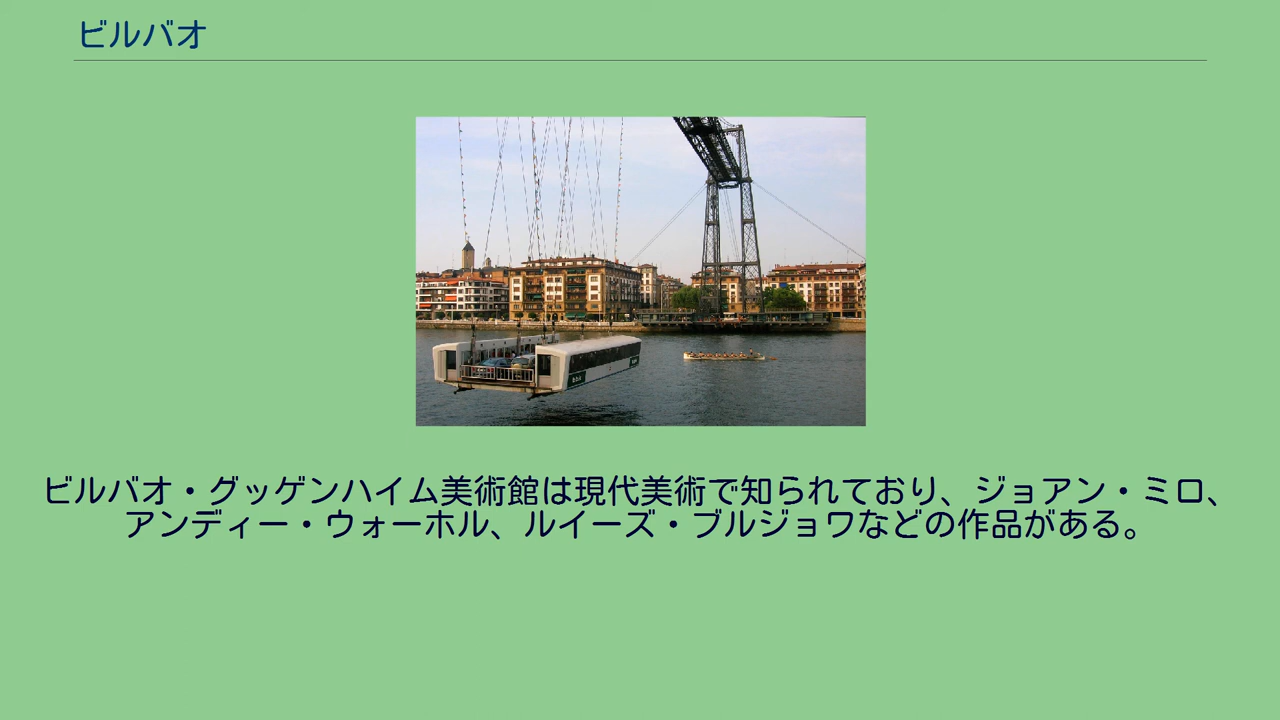 ビルバオ
ビルバオ・グッゲンハイム美術館は現代美術で知られており、ジョアン・ミロ、
アンディー・ウォーホル、ルイーズ・ブルジョワなどの作品がある。